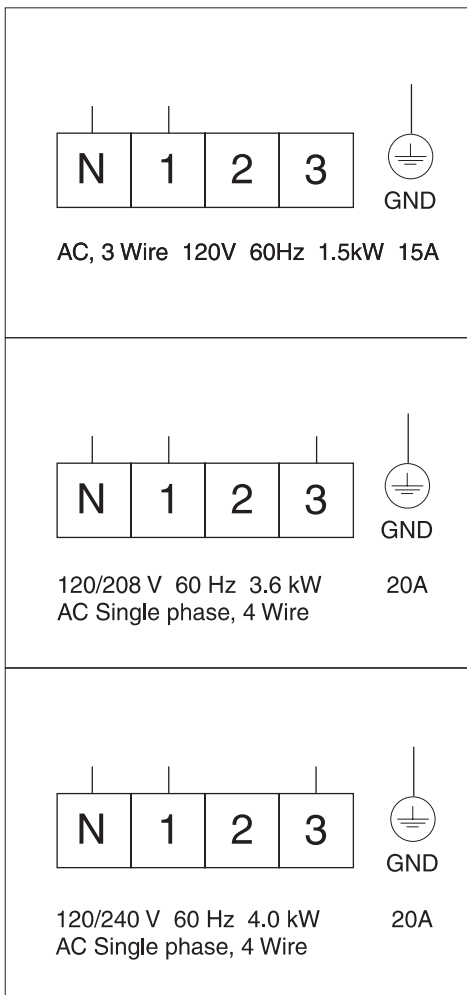 N 1 2 3
GND
AC, 3 Wire 120V 60Hz 1.5kW 15A
N 1 2 3
GND
120/208 V 60 Hz 3.6 kW 20A
AC Single phase, 4 Wire
N 1 2 3
GND
120/240 V 60 Hz 4.0 kW 20A
AC Single phase, 4 Wire